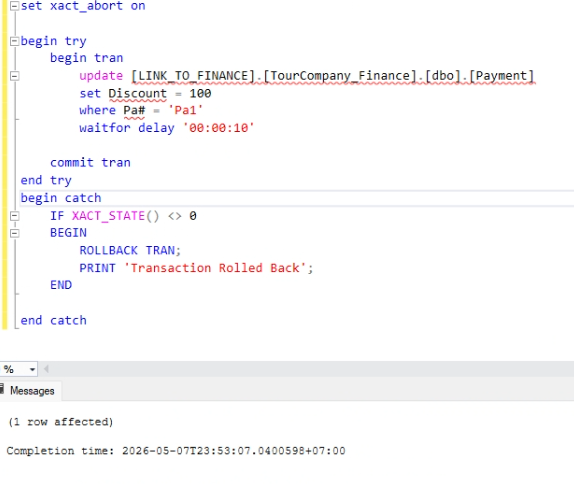 set xact_abort on
begin try
begin tran
update [LINK_TO_FINANCE].[TourCompany_Finance].[dbo].[Payment]
set Discount = 100
where Pa# = 'Pa1'
waitfor delay '00:00:10'
commit tran
end try
begin catch
IF XACT_STATE() <> 0
BEGIN
ROLLBACK TRAN;
PRINT 'Transaction Rolled Back';
END
end catch
%
Messages
(1 row affected)
Completion time: 2026-05-07T23:53:07.0400598+07:00